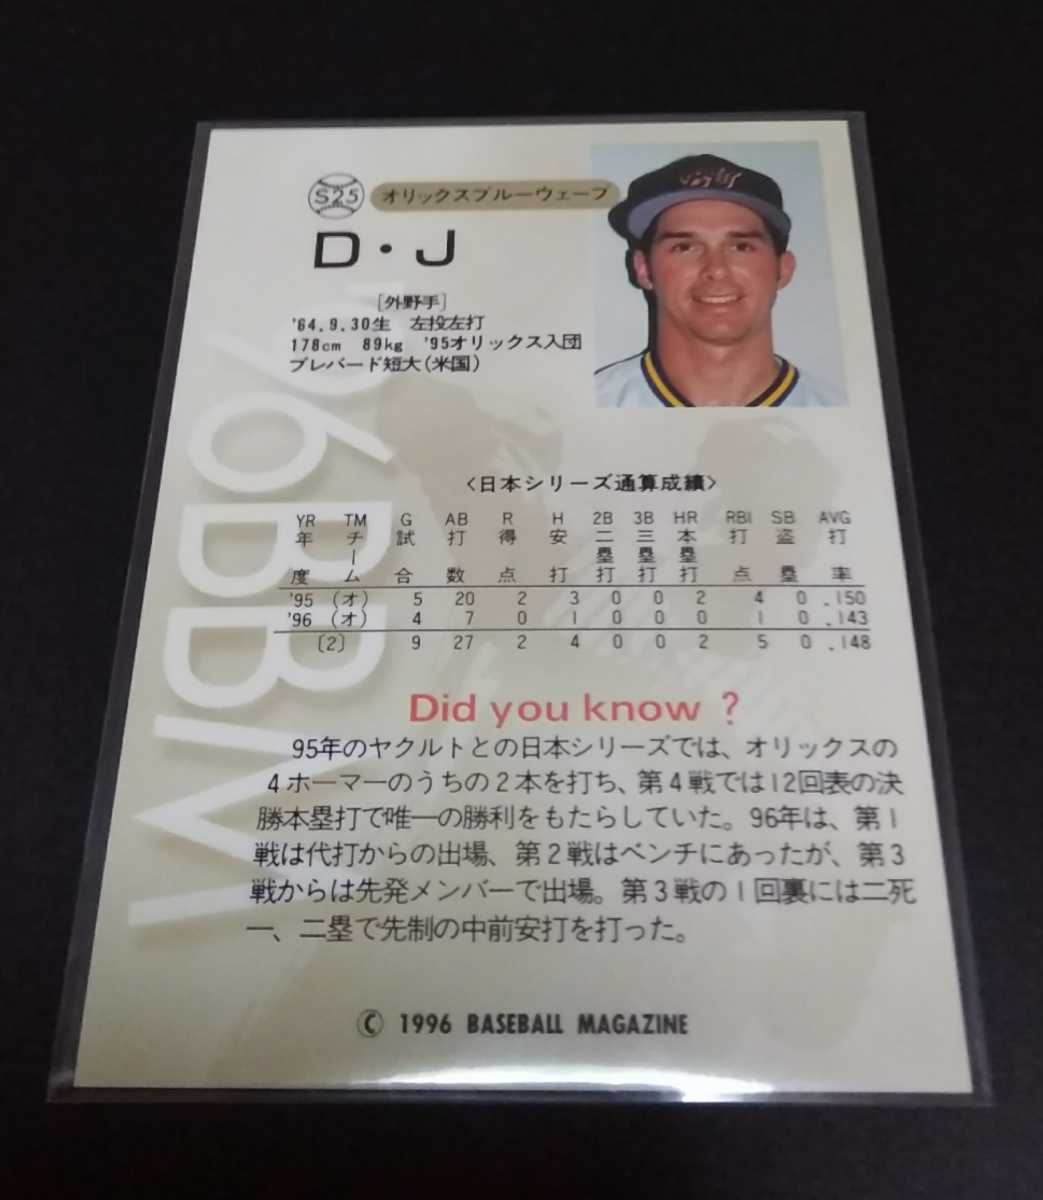 S25 オリックスブルーウェーブ
D・J
[外野手]
'64.9.30生 左投左打
178cm 89kg '95オリックス入団
ブレバード短大(米国)
'96BBM
〈日本シリーズ通算成績〉
YR TM G AB R H 2B 3B HR RBI SB AVG
年度 チーム 試合 打数 得点 安打 二塁打 三塁打 本塁打 打点 盗塁 打率
'95 (オ) 5 20 2 3 0 0 2 4 0 .150
'96 (オ) 4 7 0 1 0 0 0 1 0 .143
〔2〕 9 27 2 4 0 0 2 5 0 .148
Did you know ?
95年のヤクルトとの日本シリーズでは、オリックスの
4ホーマーのうちの2本を打ち、第4戦では12回表の決
勝本塁打で唯一の勝利をもたらしていた。96年は、第1
戦は代打からの出場、第2戦はベンチにあったが、第3
戦からは先発メンバーで出場。第3戦の1回裏には二死
一、二塁で先制の中前安打を打った。
© 1996 BASEBALL MAGAZINE